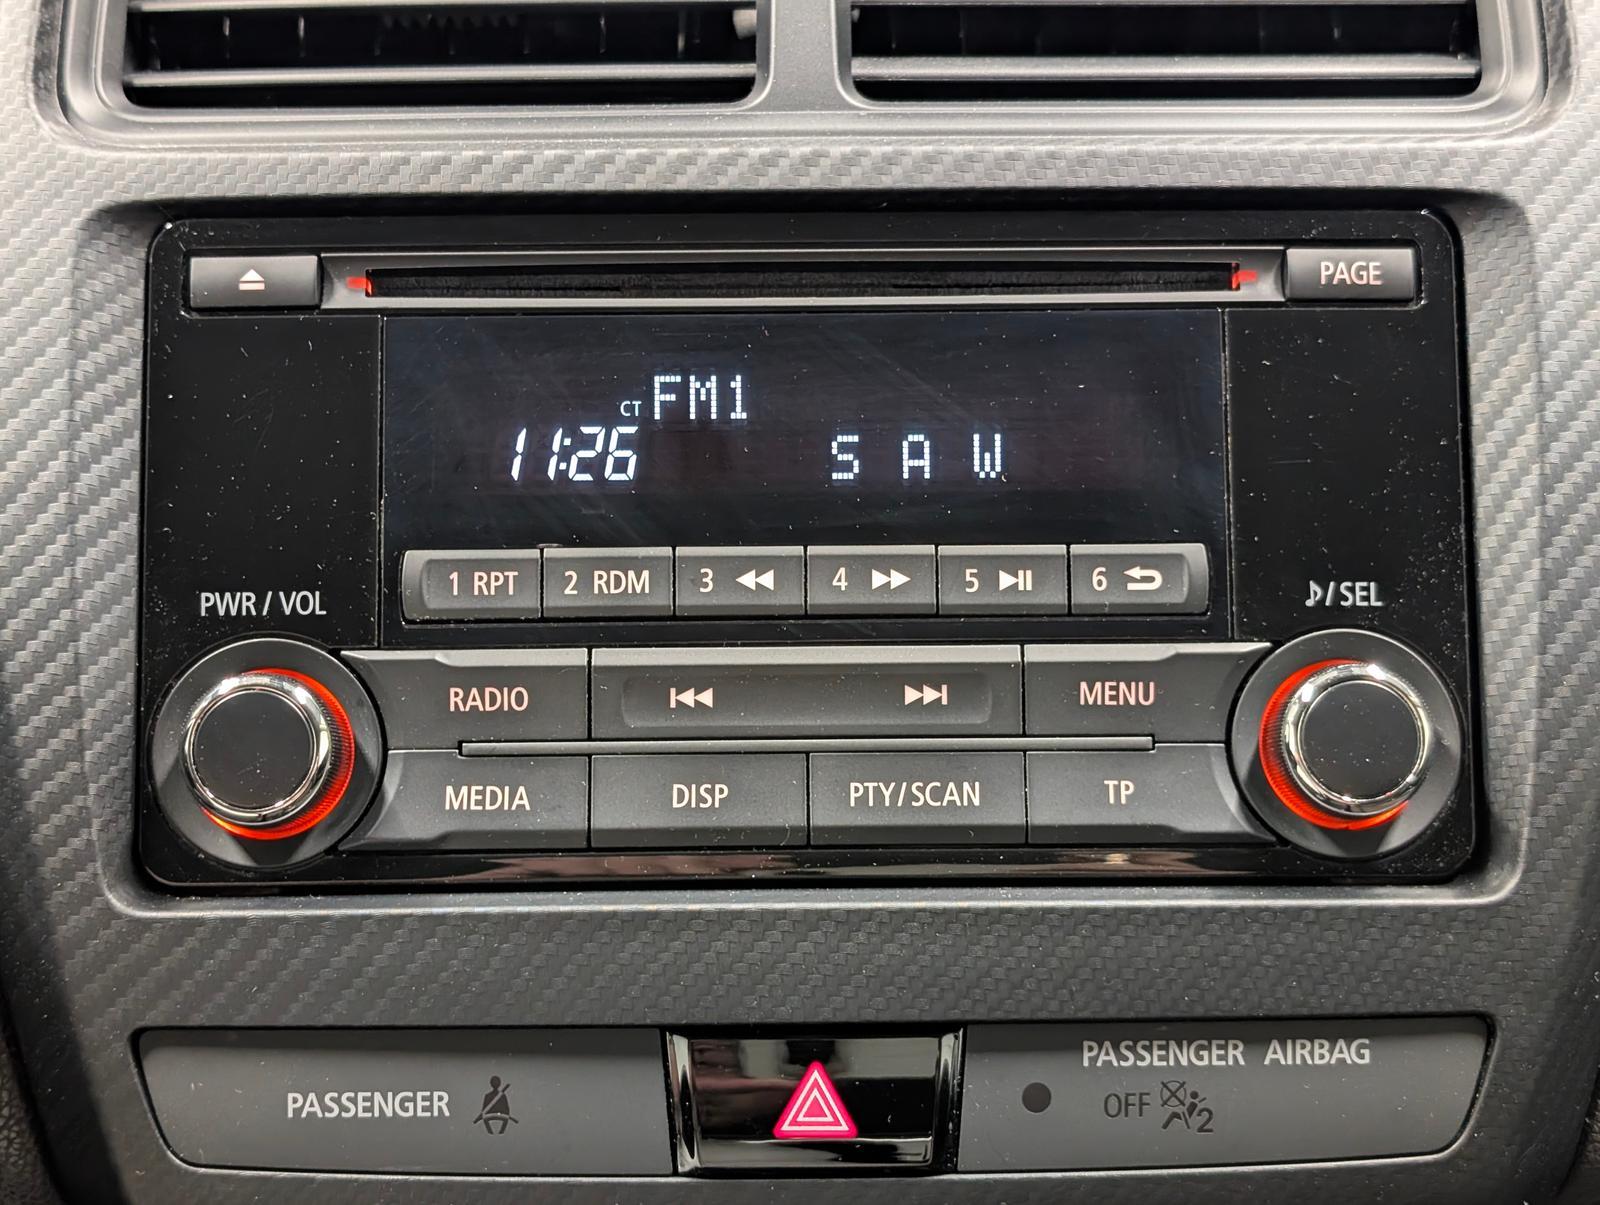 PAGE
CT FM1
11:26 S A W
1 RPT 2 RDM 3 4 5 6
PWR / VOL
/SEL
RADIO
MENU
MEDIA DISP PTY/SCAN TP
PASSENGER
PASSENGER AIRBAG
OFF 2